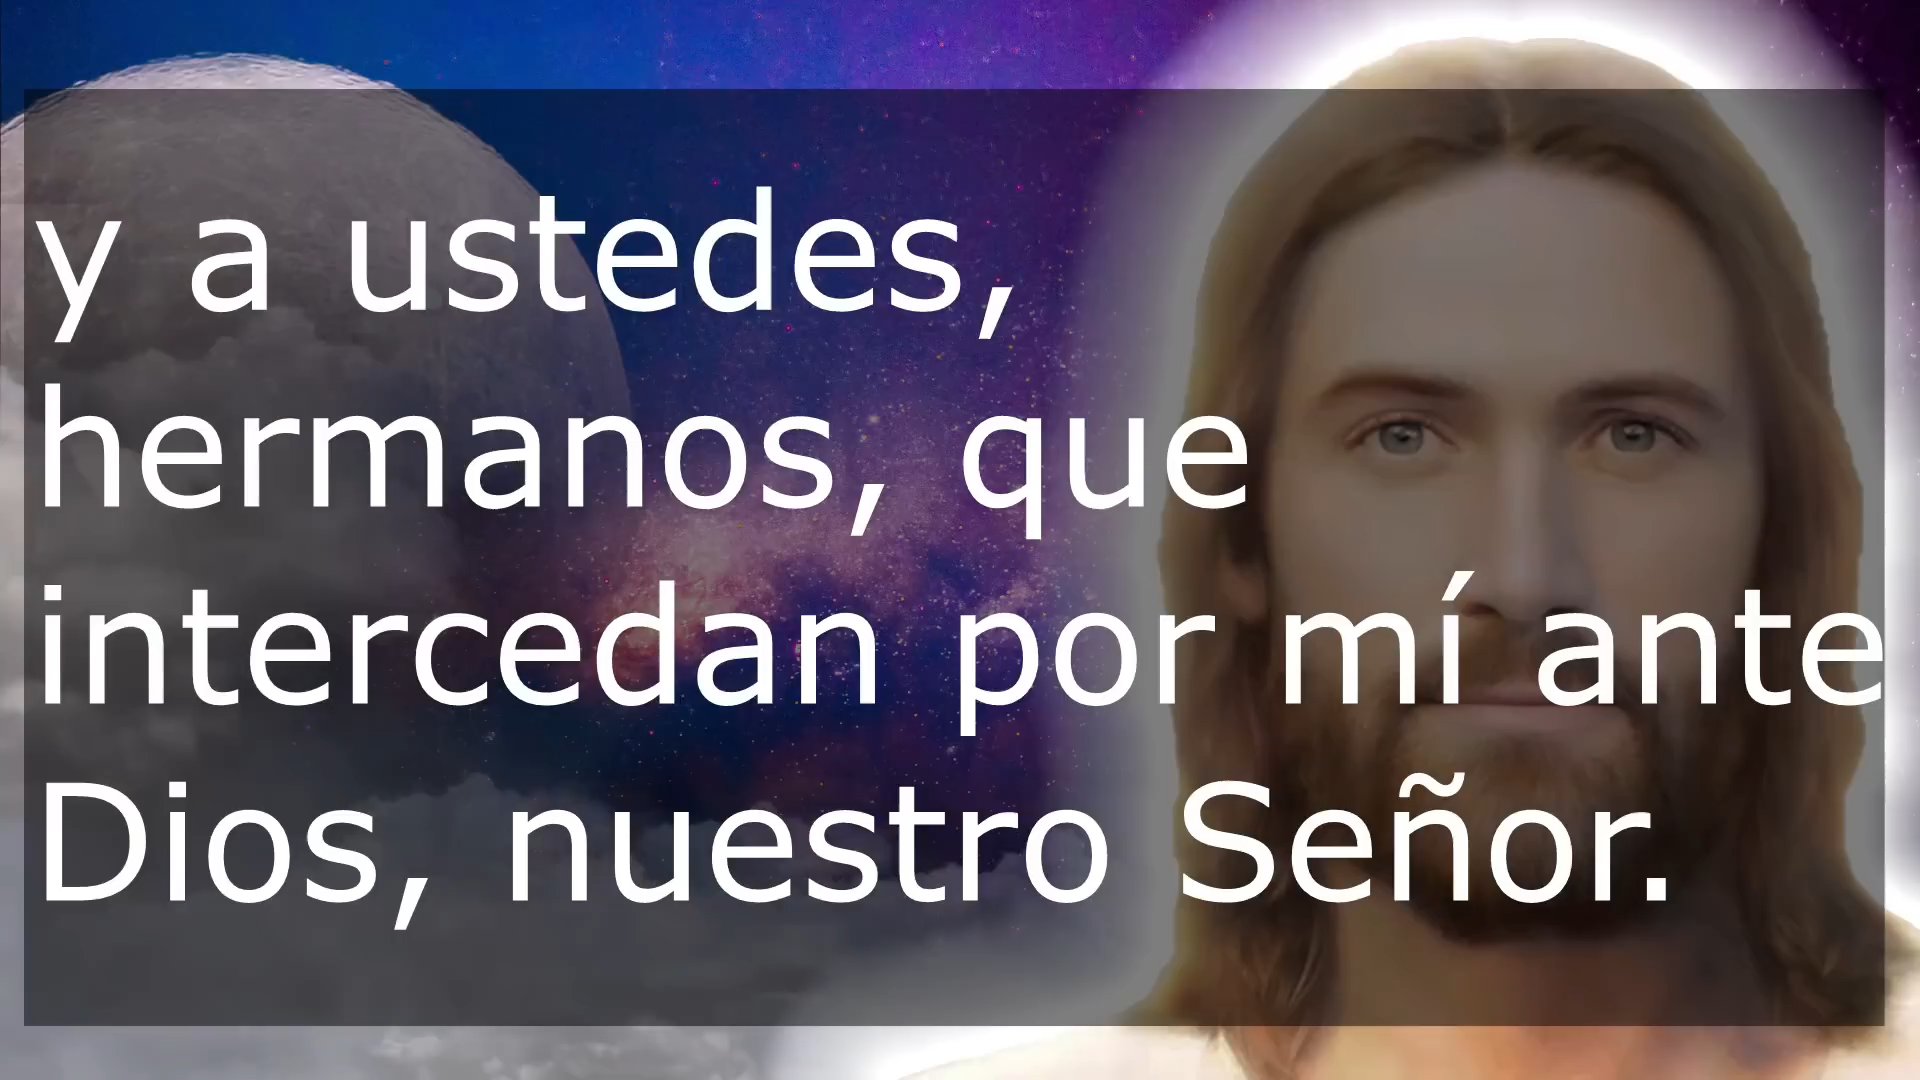 y a ustedes,
hermanos, que
intercedan por mí ante
Dios, nuestro Señor.